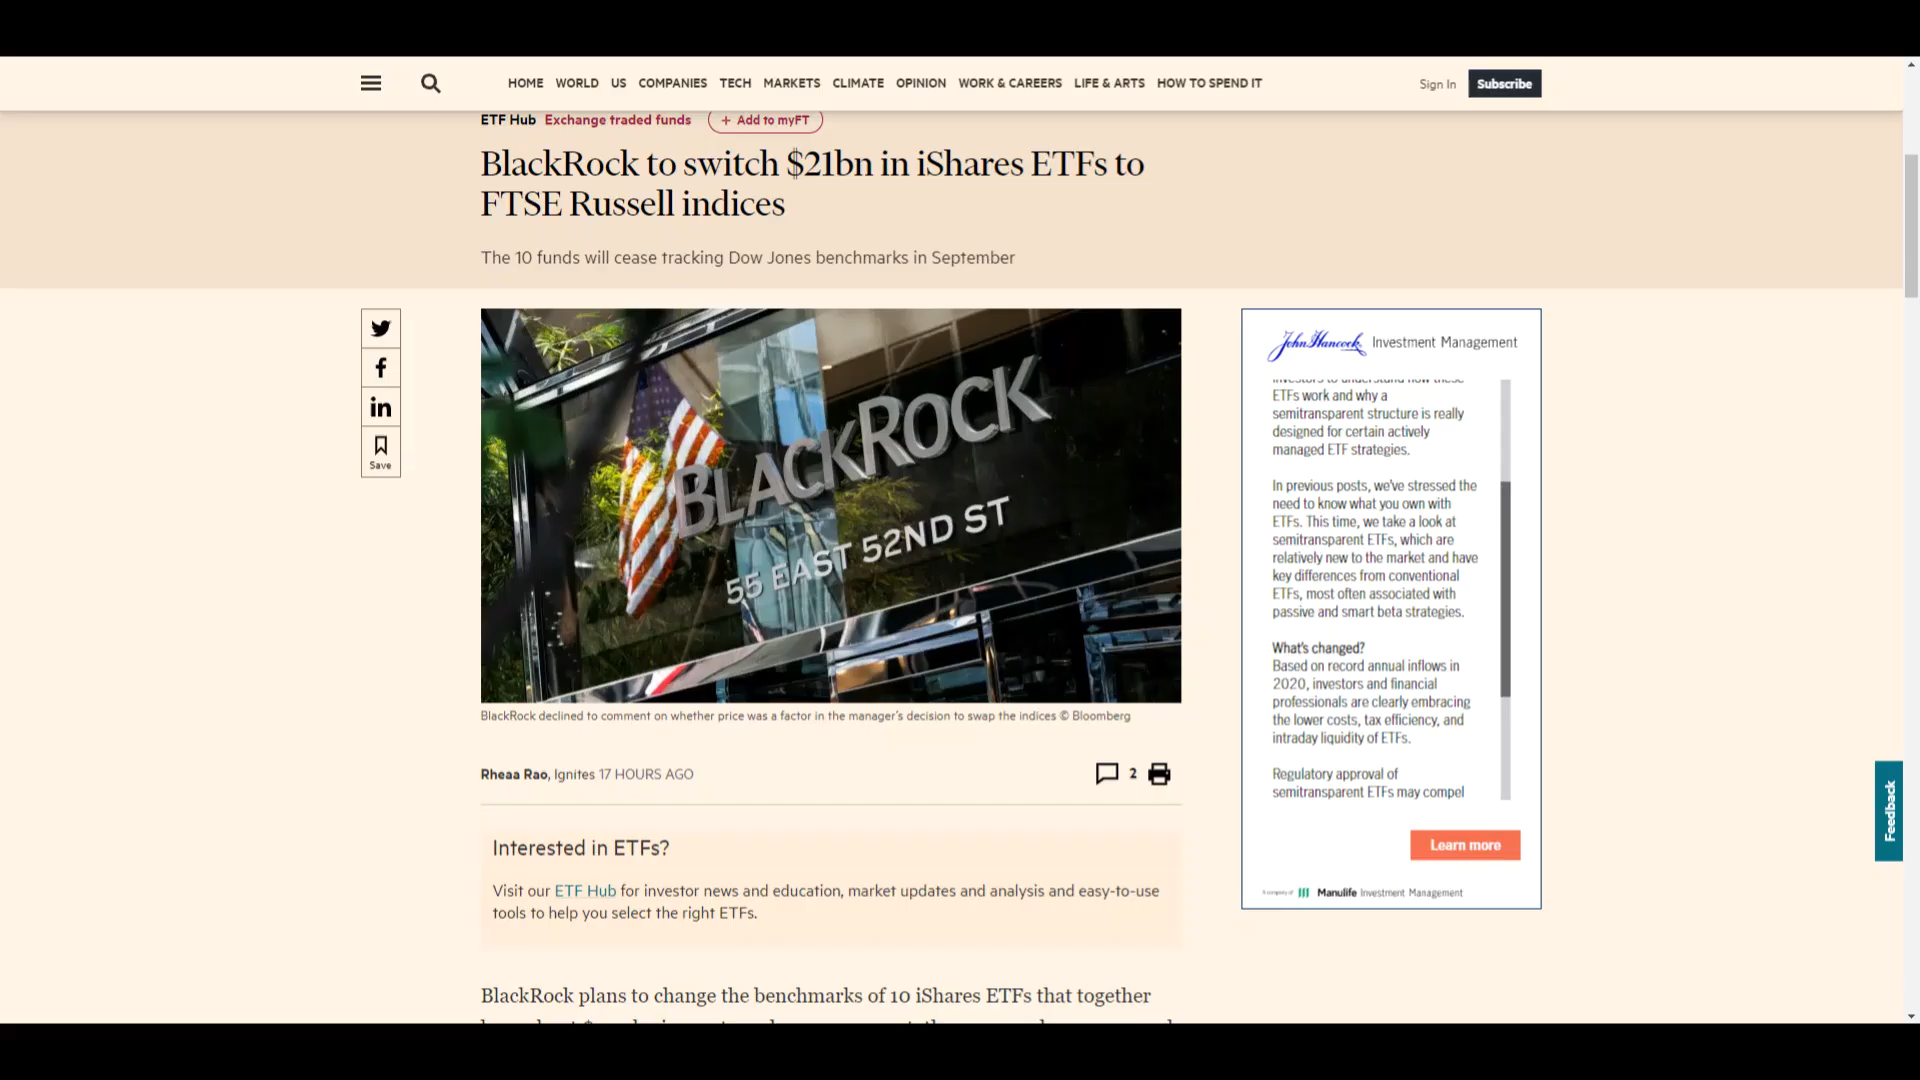 HOME WORLD US COMPANIES TECH MARKETS CLIMATE OPINION WORK & CAREERS LIFE & ARTS HOW TO SPEND IT
Sign In
Subscribe
ETF Hub Exchange traded funds
+ Add to myFT
BlackRock to switch $21bn in iShares ETFs to
FTSE Russell indices
The 10 funds will cease tracking Dow Jones benchmarks in September
Save
BLACKROCK
55 EAST 52ND ST
BlackRock declined to comment on whether price was a factor in the manager's decision to swap the indices © Bloomberg
Rheaa Rao, Ignites 17 HOURS AGO
2
Interested in ETFs?
Visit our ETF Hub for investor news and education, market updates and analysis and easy-to-use
tools to help you select the right ETFs.
BlackRock plans to change the benchmarks of 10 iShares ETFs that together
John Hancock Investment Management
investors to understand how these
ETFs work and why a
semitransparent structure is really
designed for certain actively
managed ETF strategies.
In previous posts, we've stressed the
need to know what you own with
ETFs. This time, we take a look at
semitransparent ETFs, which are
relatively new to the market and have
key differences from conventional
ETFs, most often associated with
passive and smart beta strategies.
What's changed?
Based on record annual inflows in
2020, investors and financial
professionals are clearly embracing
the lower costs, tax efficiency, and
intraday liquidity of ETFs.
Regulatory approval of
semitransparent ETFs may compel
Learn more
A company of Manulife Investment Management
Feedback